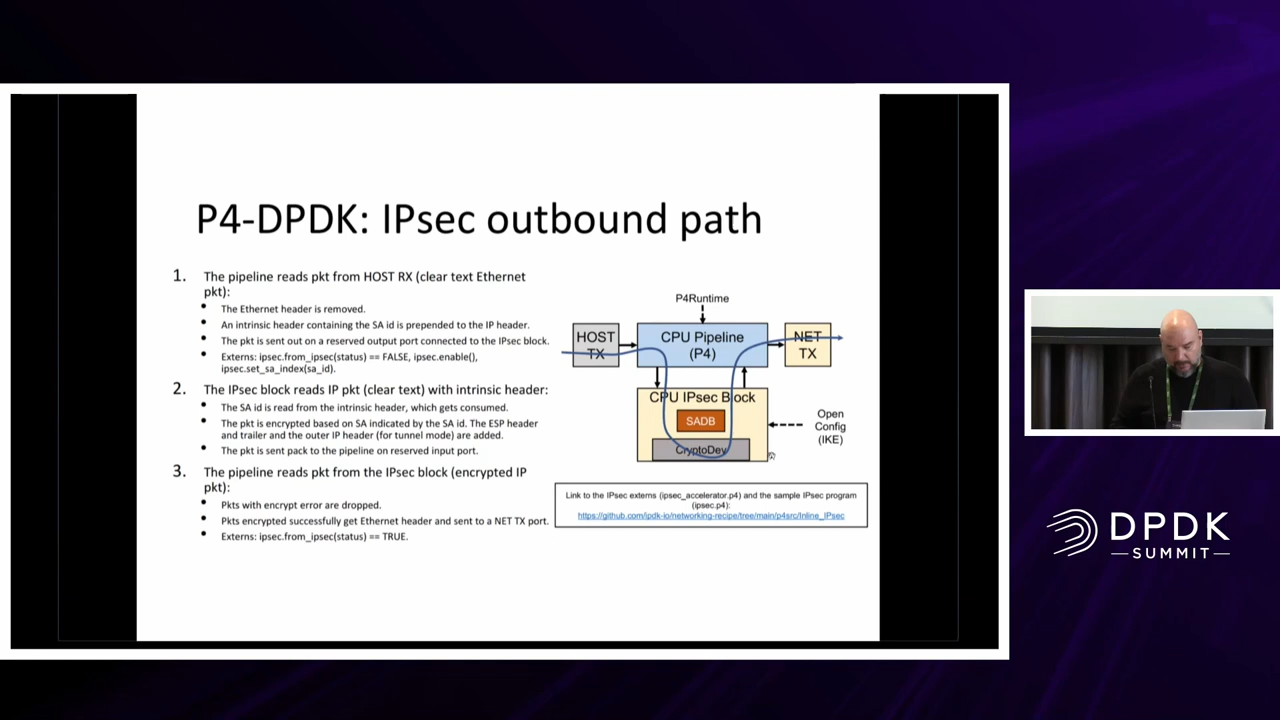 P4-DPDK: IPsec outbound path
1. The pipeline reads pkt from HOST RX (clear text Ethernet
pkt):
• The Ethernet header is removed.
• An intrinsic header containing the SA id is prepended to the IP header.
• The pkt is sent out on a reserved output port connected to the IPsec block.
• Externs: ipsec.from_ipsec(status) == FALSE, ipsec.enable(),
ipsec.set_sa_index(sa_id).
2. The IPsec block reads IP pkt (clear text) with intrinsic header:
• The SA id is read from the intrinsic header, which gets consumed.
• The pkt is encrypted based on SA indicated by the SA id. The ESP header
and trailer and the outer IP header (for tunnel mode) are added.
• The pkt is sent pack to the pipeline on reserved input port.
3. The pipeline reads pkt from the IPsec block (encrypted IP
pkt):
• Pkts with encrypt error are dropped.
• Pkts encrypted successfully get Ethernet header and sent to a NET TX port.
• Externs: ipsec.from_ipsec(status) == TRUE.
P4Runtime
HOST
TX
CPU Pipeline
(P4)
NET
TX
CPU IPsec Block
SADB
CryptoDev
Open
Config
(IKE)
Link to the IPsec externs (ipsec_accelerator.p4) and the sample IPsec program
(ipsec.p4):
https://github.com/ipdk-io/networking-recipe/tree/main/p4src/Inline_IPsec
DPDK
SUMMIT